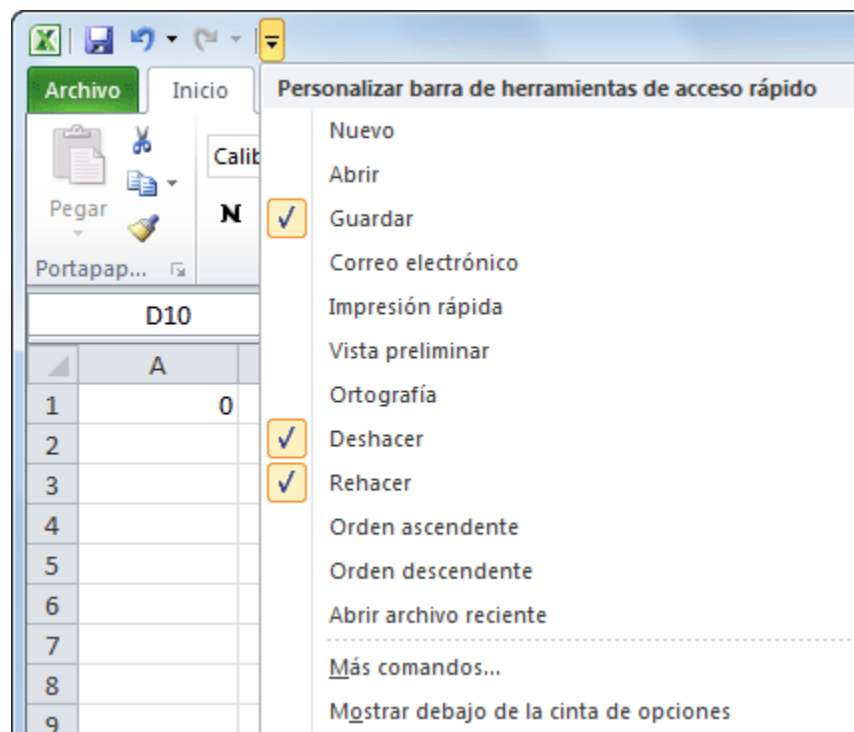 Archivo Inicio
Personalizar barra de herramientas de acceso rápido
Nuevo
Abrir
Guardar
Correo electrónico
Impresión rápida
Vista preliminar
Ortografía
Deshacer
Rehacer
Orden ascendente
Orden descendente
Abrir archivo reciente
Más comandos...
Mostrar debajo de la cinta de opciones
Calib
Pegar N
Portapap...
D10
A
1 0
2
3
4
5
6
7
8
9